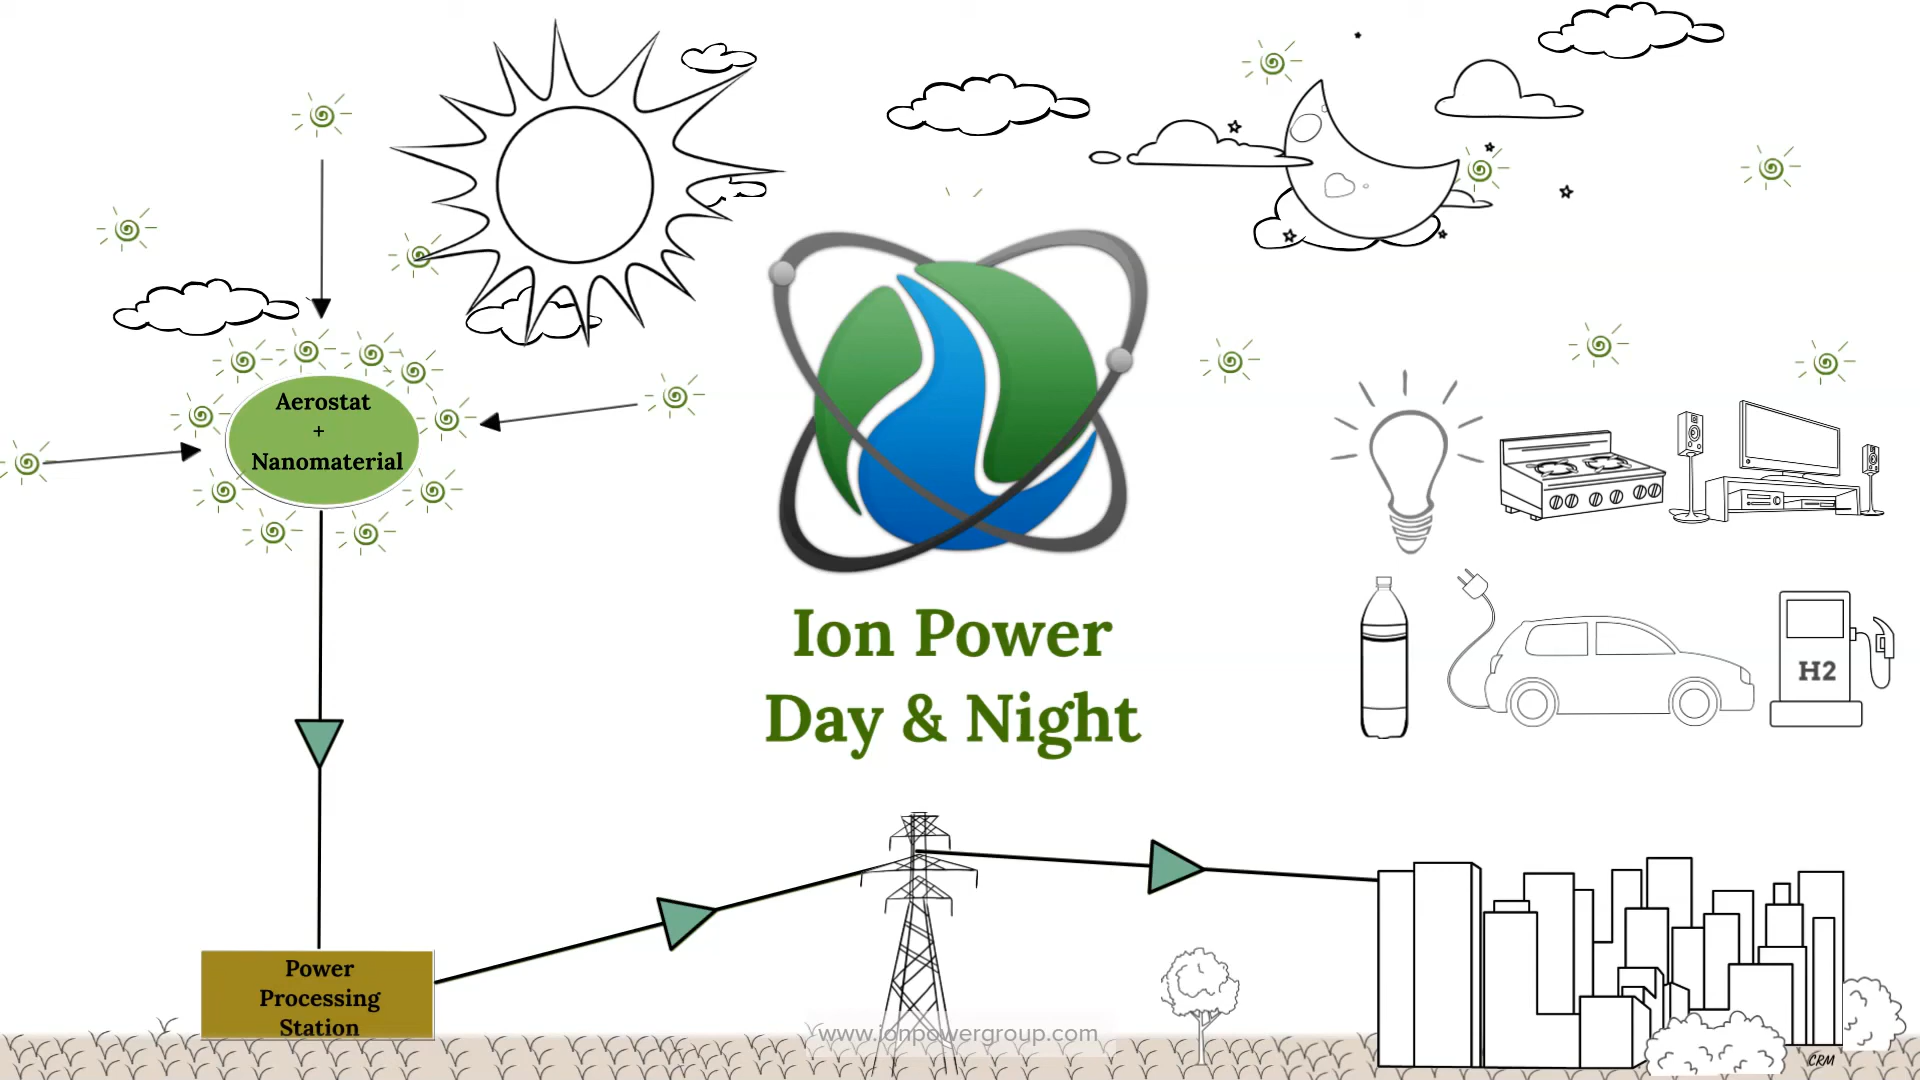 Aerostat
+
Nanomaterial
Ion Power
Day & Night
H2
Power
Processing
Station
www.ionpowergroup.com
CRM